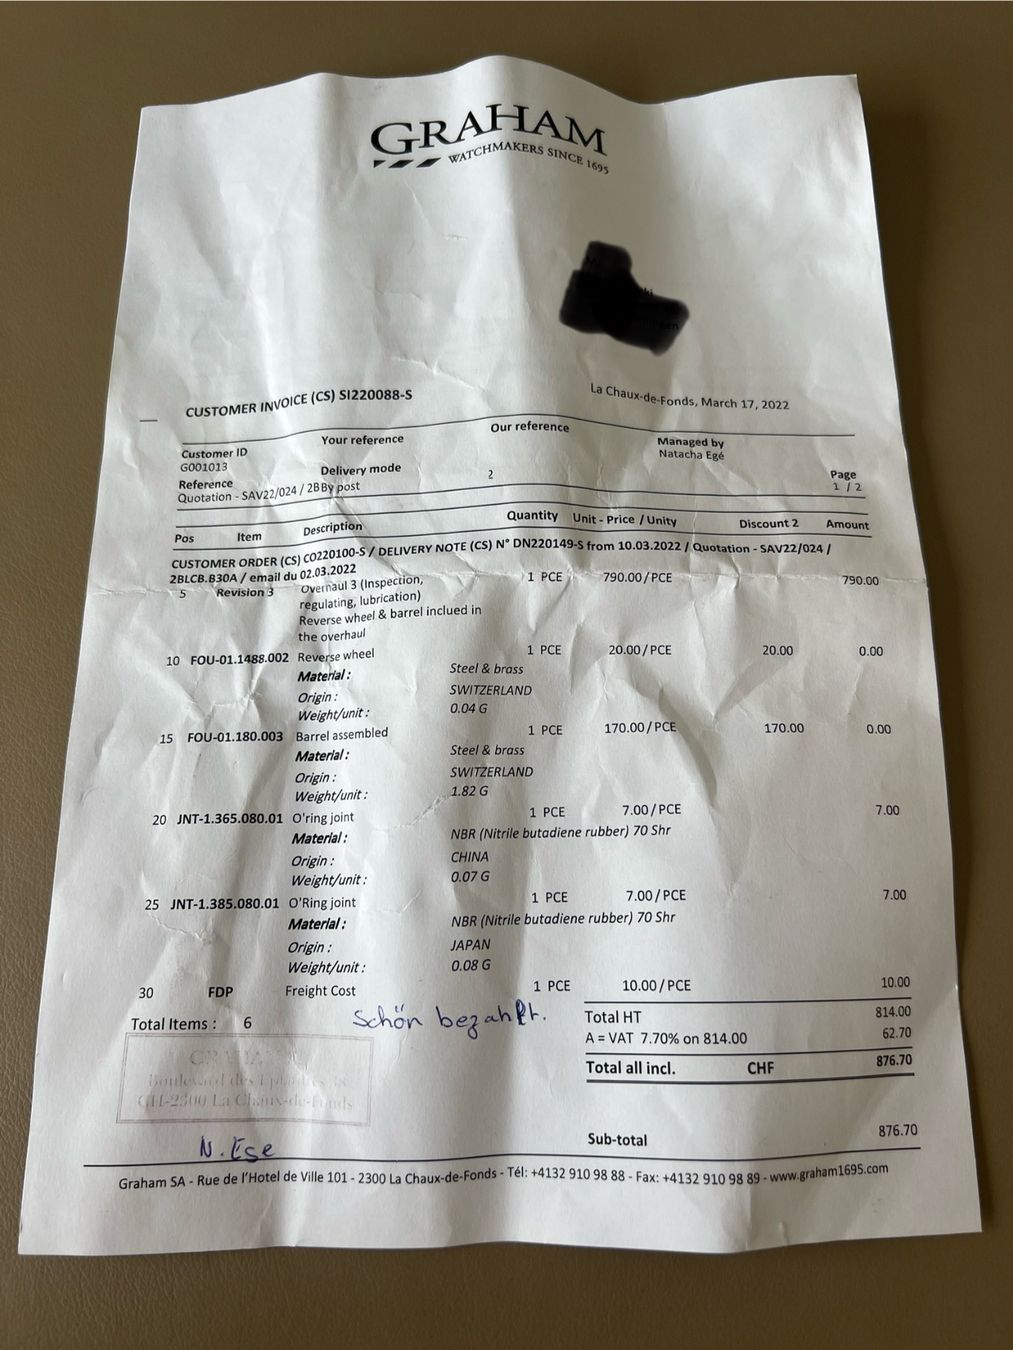 GRAHAM
WATCHMAKERS SINCE 1695
La Chaux-de-Fonds, March 17, 2022
CUSTOMER INVOICE (CS) SI220088-S
Customer ID Your reference Our reference Managed by
G001013 Natacha Egé
Reference Delivery mode Page
Quotation - SAV22/024 / 2BBy post 2 1 / 2
Pos Item Description Quantity Unit - Price / Unity Discount 2 Amount
CUSTOMER ORDER (CS) CO220100-S / DELIVERY NOTE (CS) N° DN220149-S from 10.03.2022 / Quotation - SAV22/024 /
2BLCB.B30A / email du 02.03.2022
5 Revision 3 Overhaul 3 (Inspection, 1 PCE 790.00/PCE 790.00
regulating, lubrication)
Reverse wheel & barrel inclued in
the overhaul
10 FOU-01.1488.002 Reverse wheel 1 PCE 20.00/PCE 20.00 0.00
Material : Steel & brass
Origin : SWITZERLAND
Weight/unit : 0.04 G
15 FOU-01.180.003 Barrel assembled 1 PCE 170.00/PCE 170.00 0.00
Material : Steel & brass
Origin : SWITZERLAND
Weight/unit : 1.82 G
20 JNT-1.365.080.01 O'ring joint 1 PCE 7.00/PCE 7.00
Material : NBR (Nitrile butadiene rubber) 70 Shr
Origin : CHINA
Weight/unit : 0.07 G
25 JNT-1.385.080.01 O'Ring joint 1 PCE 7.00/PCE 7.00
Material : NBR (Nitrile butadiene rubber) 70 Shr
Origin : JAPAN
Weight/unit : 0.08 G
30 FDP Freight Cost 1 PCE 10.00/PCE 10.00
Total Items : 6 Schön bezahlt. Total HT 814.00
A = VAT 7.70% on 814.00 62.70
Total all incl. CHF 876.70
GRAHAM
Boulevard des
CH-2300 La Chaux-de-Fonds
Sub-total 876.70
N. Ese
Graham SA - Rue de l'Hotel de Ville 101 - 2300 La Chaux-de-Fonds - Tél: +4132 910 98 88 - Fax: +4132 910 98 89 - www.graham1695.com